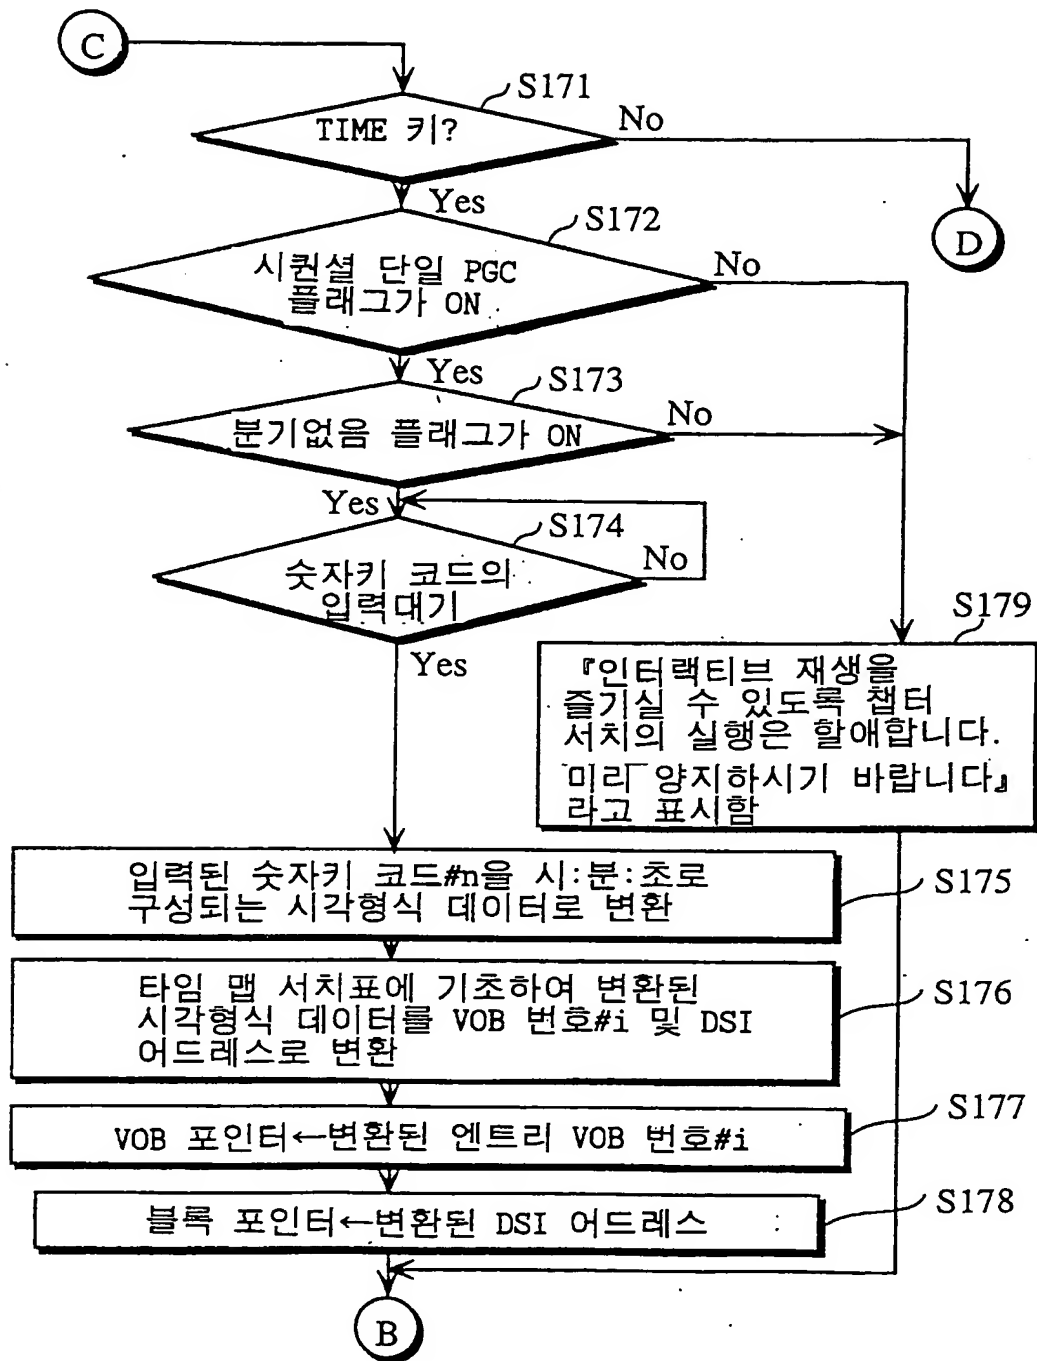 C
S171
TIME 키?
No
Yes
D
S172
시퀀셜 단일 PGC
플래그가 ON
No
Yes
S173
분기없음 플래그가 ON
No
Yes
S174
숫자키 코드의
입력대기
No
Yes
S179
『인터랙티브 재생을
즐기실 수 있도록 챕터
서치의 실행은 할애합니다.
미리 양지하시기 바랍니다』
라고 표시함
입력된 숫자키 코드#n을 시:분:초로
구성되는 시각형식 데이터로 변환
S175
타임 맵 서치표에 기초하여 변환된
시각형식 데이터를 VOB 번호#i 및 DSI
어드레스로 변환
S176
VOB 포인터←변환된 엔트리 VOB 번호#i
S177
블록 포인터←변환된 DSI 어드레스
S178
B